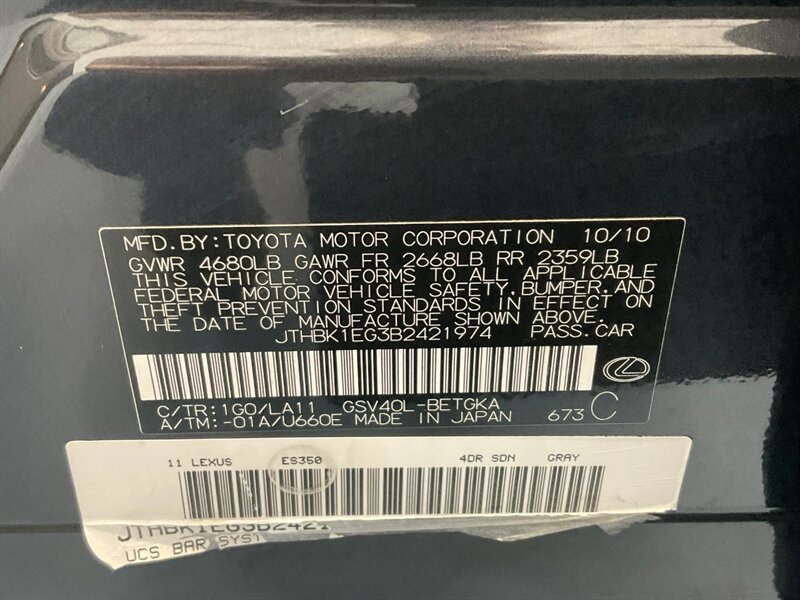 MFD.BY:TOYOTA MOTOR CORPORATION 10/10
GVWR 4680LB GAWR FR 2668LB RR 2359LB
THIS VEHICLE CONFORMS TO ALL APPLICABLE
FEDERAL MOTOR VEHICLE SAFETY,BUMPER,AND
THEFT PREVENTION STANDARDS IN EFFECT ON
THE DATE OF MANUFACTURE SHOWN ABOVE.
JTHBK1EG3B2421974 PASS.CAR
C/TR:1G0/LA11 GSV40L-BETGKA
A/TM:-01A/U660E MADE IN JAPAN 673 C
11 LEXUS ES350 4DR SDN GRAY
JTHBK1EG3B2421
UCS BAR SYST